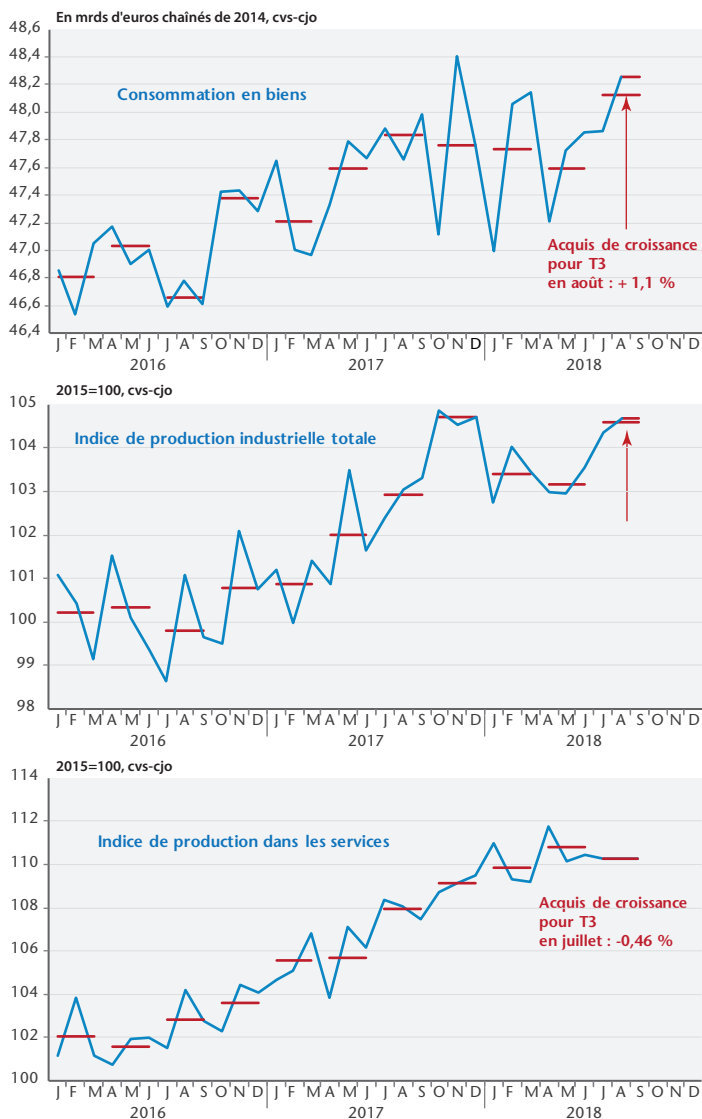 En mrds d'euros chaînés de 2014, cvs-cjo
48,6
48,4
48,2
48,0
47,8
47,6
47,4
47,2
47,0
46,8
46,6
46,4
Consommation en biens
Acquis de croissance
pour T3
en août : + 1,1 %
J F M A M J J A S O N D J F M A M J J A S O N D J F M A M J J A S O N D
2016 2017 2018
2015=100, cvs-cjo
105
104
103
102
101
100
99
98
Indice de production industrielle totale
J F M A M J J A S O N D J F M A M J J A S O N D J F M A M J J A S O N D
2016 2017 2018
2015=100, cvs-cjo
114
112
110
108
106
104
102
100
Indice de production dans les services
Acquis de croissance
pour T3
en juillet : -0,46 %
J F M A M J J A S O N D J F M A M J J A S O N D J F M A M J J A S O N D
2016 2017 2018